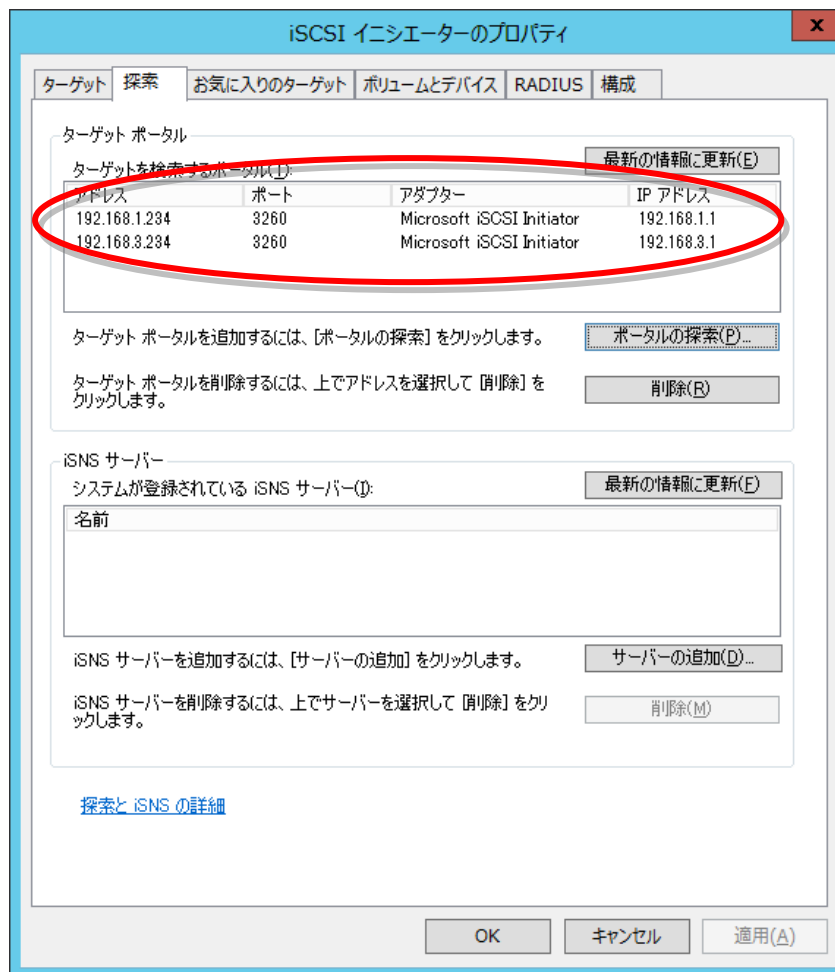 iSCSI イニシエーターのプロパティ
x
ターゲット 探索 お気に入りのターゲット ボリュームとデバイス RADIUS 構成
ターゲット ポータル
ターゲットを検索するポータル(T):
最新の情報に更新(E)
アドレス ポート アダプター IP アドレス
192.168.1.234 3260 Microsoft iSCSI Initiator 192.168.1.1
192.168.3.234 3260 Microsoft iSCSI Initiator 192.168.3.1
ターゲット ポータルを追加するには、[ポータルの探索] をクリックします。
ポータルの探索(P)...
ターゲット ポータルを削除するには、上でアドレスを選択して [削除] を
クリックします。
削除(R)
iSNS サーバー
システムが登録されている iSNS サーバー(I):
最新の情報に更新(F)
名前
iSNS サーバーを追加するには、[サーバーの追加] をクリックします。
サーバーの追加(D)...
iSNS サーバーを削除するには、上でサーバーを選択して [削除] をクリ
ックします。
削除(M)
探索と iSNS の詳細
OK キャンセル 適用(A)